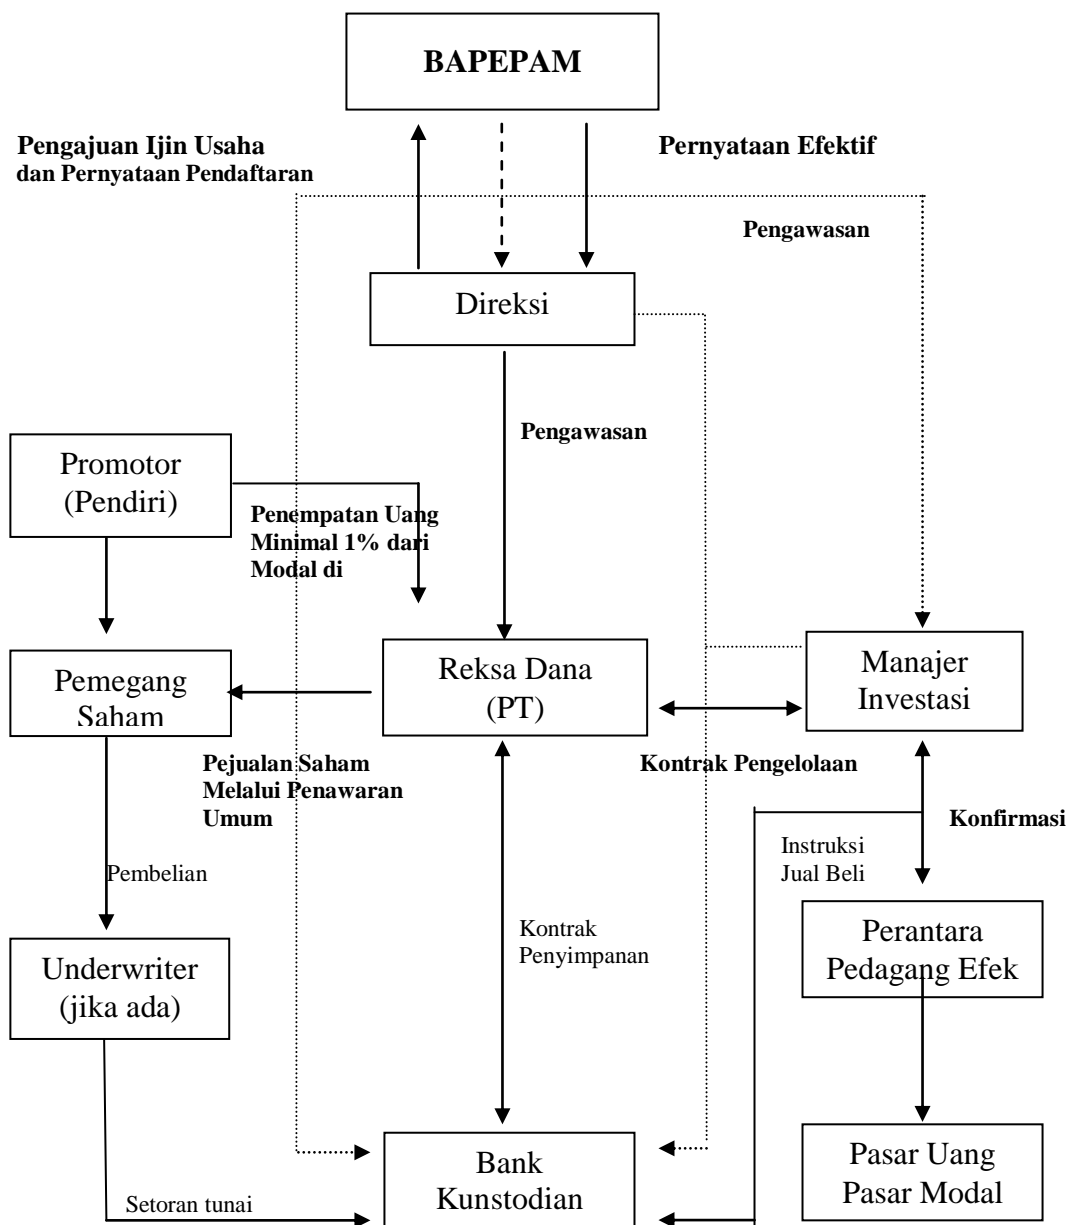 BAPEPAM
Pengajuan Ijin Usaha
dan Pernyataan Pendaftaran
Pernyataan Efektif
Pengawasan
Direksi
Pengawasan
Promotor
(Pendiri)
Penempatan Uang
Minimal 1% dari
Modal di
Pemegang
Saham
Reksa Dana
(PT)
Manajer
Investasi
Pejualan Saham
Melalui Penawaran
Umum
Kontrak Pengelolaan
Konfirmasi
Instruksi
Jual Beli
Pembelian
Kontrak
Penyimpanan
Underwriter
(jika ada)
Perantara
Pedagang Efek
Bank
Kunstodian
Pasar Uang
Pasar Modal
Setoran tunai